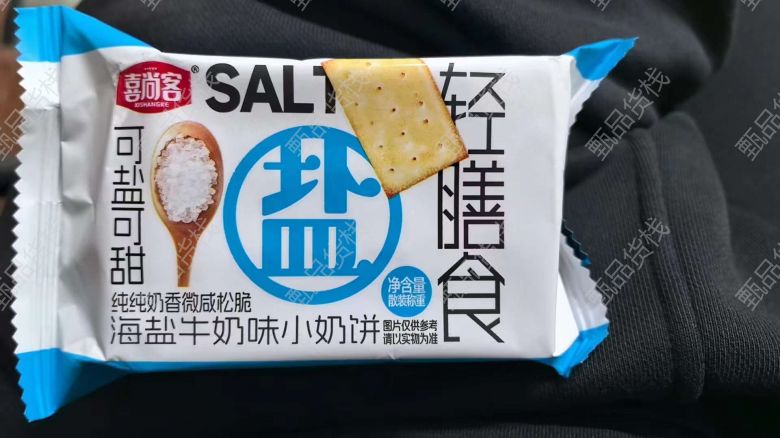 喜尚客
®
XISHANGKE
SALT
可盐可甜
盐
轻膳食
净含量
散装称重
纯纯奶香微咸松脆
海盐牛奶味小奶饼
图片仅供参考
请以实物为准
甄品货栈